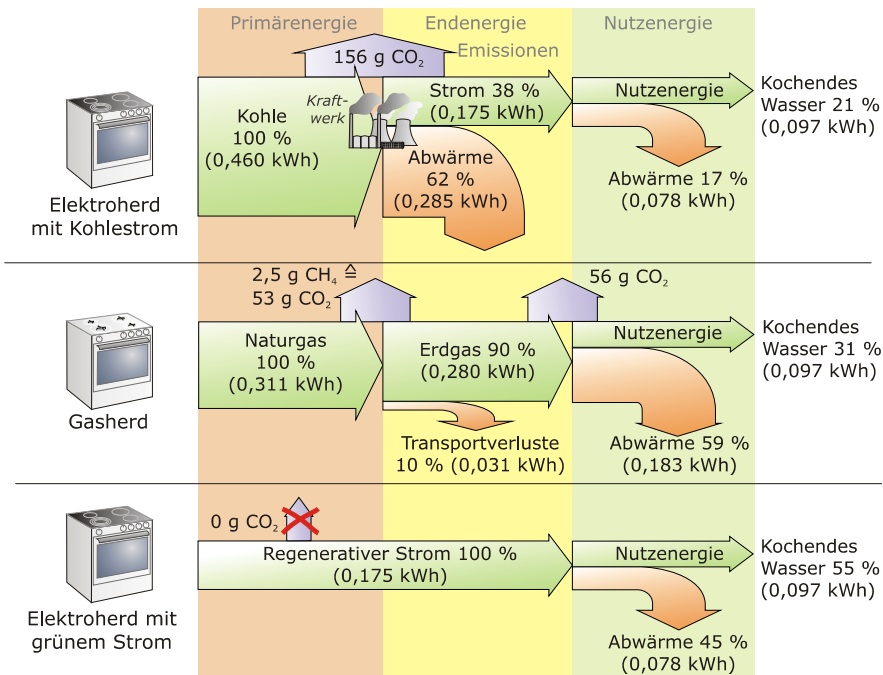 Primärenergie
Endenergie
Nutzenergie
Emissionen
156 g CO₂
Kraft-
werk
Kohle
100 %
(0,460 kWh)
Strom 38 %
(0,175 kWh)
Abwärme
62 %
(0,285 kWh)
Nutzenergie
Abwärme 17 %
(0,078 kWh)
Kochendes
Wasser 21 %
(0,097 kWh)
Elektroherd
mit Kohlestrom
2,5 g CH₄ ≙
53 g CO₂
56 g CO₂
Naturgas
100 %
(0,311 kWh)
Erdgas 90 %
(0,280 kWh)
Transportverluste
10 % (0,031 kWh)
Nutzenergie
Abwärme 59 %
(0,183 kWh)
Kochendes
Wasser 31 %
(0,097 kWh)
Gasherd
0 g CO₂
Regenerativer Strom 100 %
(0,175 kWh)
Nutzenergie
Abwärme 45 %
(0,078 kWh)
Kochendes
Wasser 55 %
(0,097 kWh)
Elektroherd mit
grünem Strom